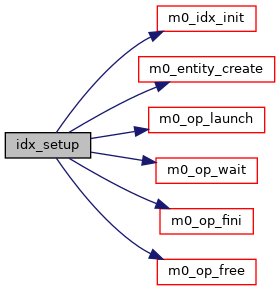 m0_idx_init
m0_entity_create
m0_op_launch
idx_setup
m0_op_wait
m0_op_fini
m0_op_free